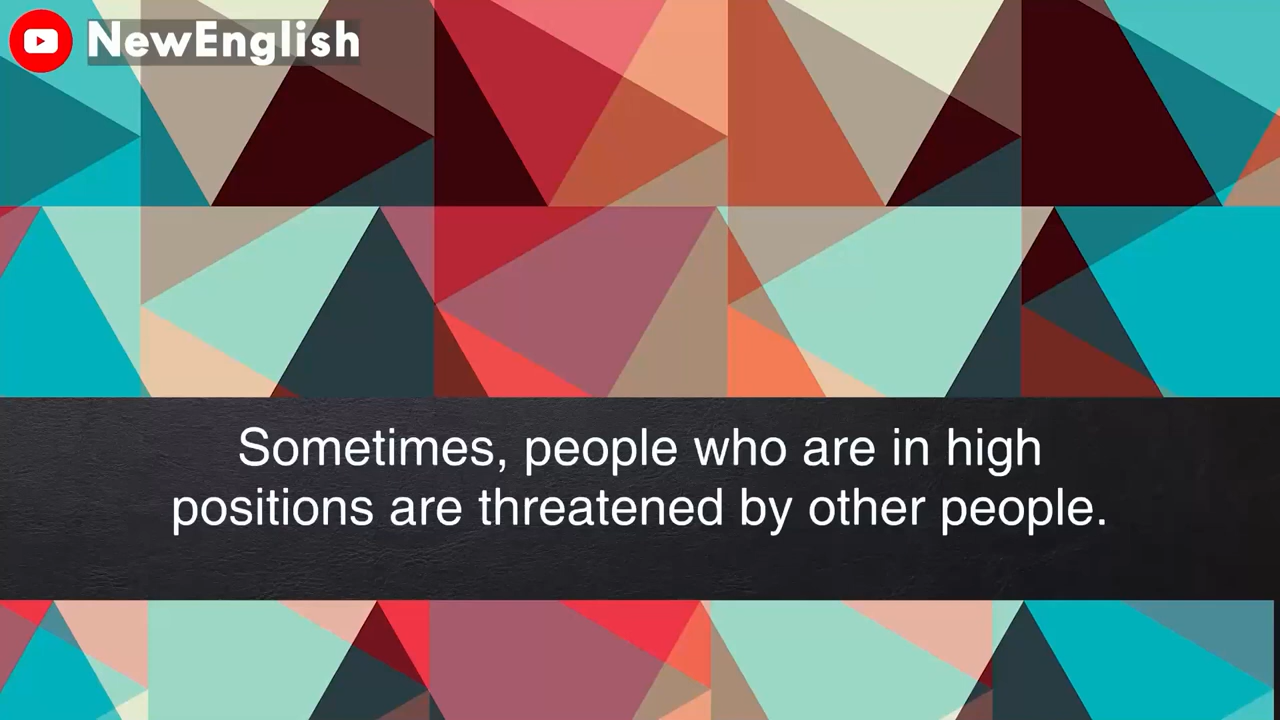 NewEnglish
Sometimes, people who are in high
positions are threatened by other people.